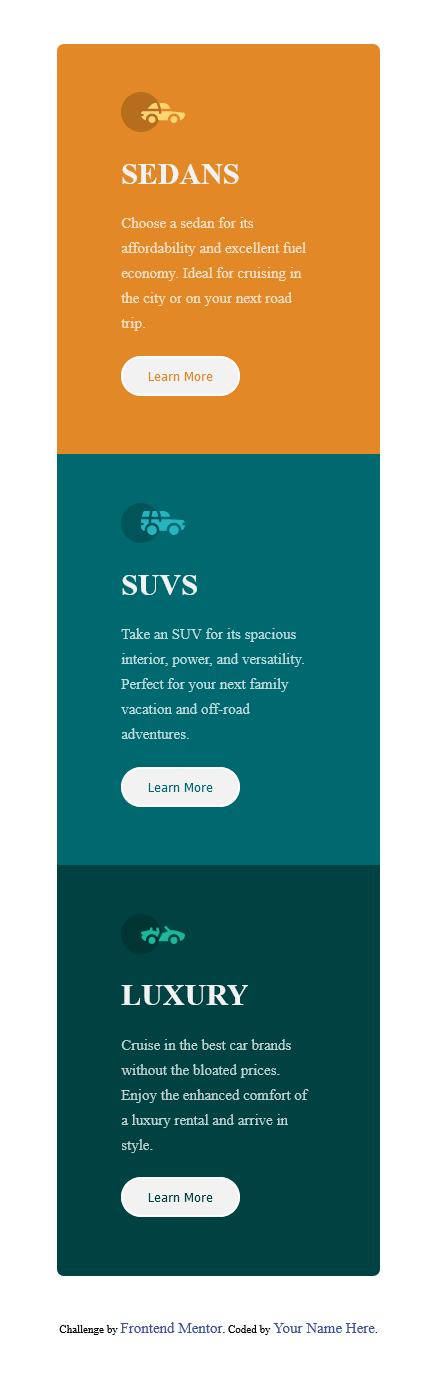 SEDANS
Choose a sedan for its
affordability and excellent fuel
economy. Ideal for cruising in
the city or on your next road
trip.
Learn More
SUVS
Take an SUV for its spacious
interior, power, and versatility.
Perfect for your next family
vacation and off-road
adventures.
Learn More
LUXURY
Cruise in the best car brands
without the bloated prices.
Enjoy the enhanced comfort of
a luxury rental and arrive in
style.
Learn More
Challenge by Frontend Mentor. Coded by Your Name Here.